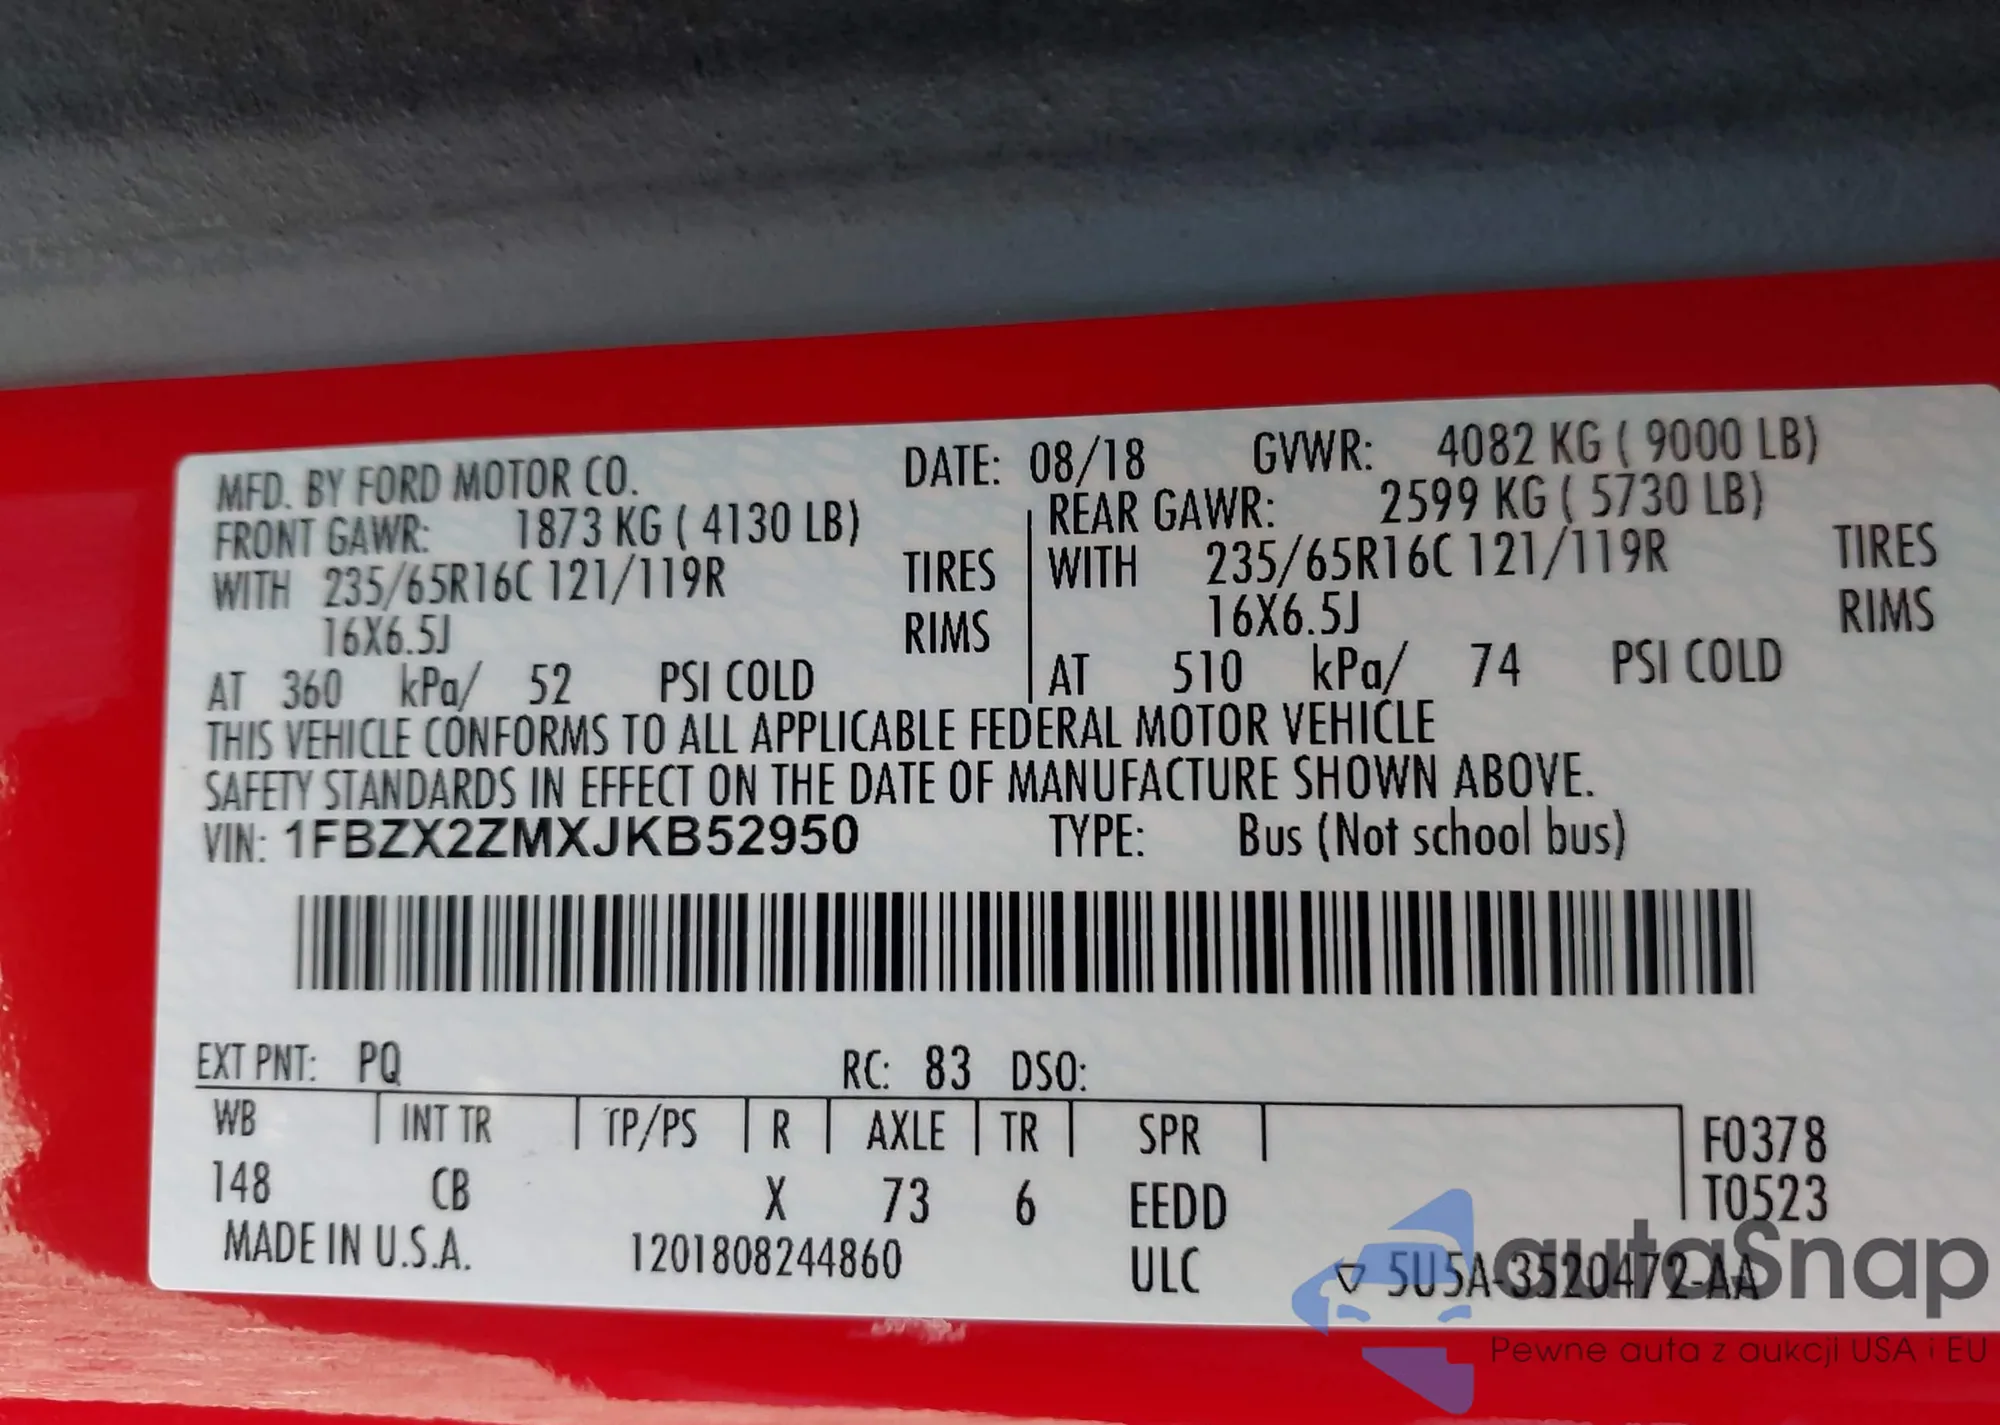 MFD. BY FORD MOTOR CO. DATE: 08/18 GVWR: 4082 KG ( 9000 LB)
FRONT GAWR: 1873 KG ( 4130 LB) REAR GAWR: 2599 KG ( 5730 LB)
WITH 235/65R16C 121/119R TIRES WITH 235/65R16C 121/119R TIRES
16X6.5J RIMS 16X6.5J RIMS
AT 360 kPa/ 52 PSI COLD AT 510 kPa/ 74 PSI COLD
THIS VEHICLE CONFORMS TO ALL APPLICABLE FEDERAL MOTOR VEHICLE
SAFETY STANDARDS IN EFFECT ON THE DATE OF MANUFACTURE SHOWN ABOVE.
VIN: 1FBZX2ZMXJKB52950 TYPE: Bus (Not school bus)
EXT PNT: PQ RC: 83 DSO:
WB INT TR TP/PS R AXLE TR SPR F0378
148 CB X 73 6 EEDD T0523
MADE IN U.S.A. 1201808244860 ULC 5U5A-3520472-AA
autaSnap
Pewne auta z aukcji USA i EU